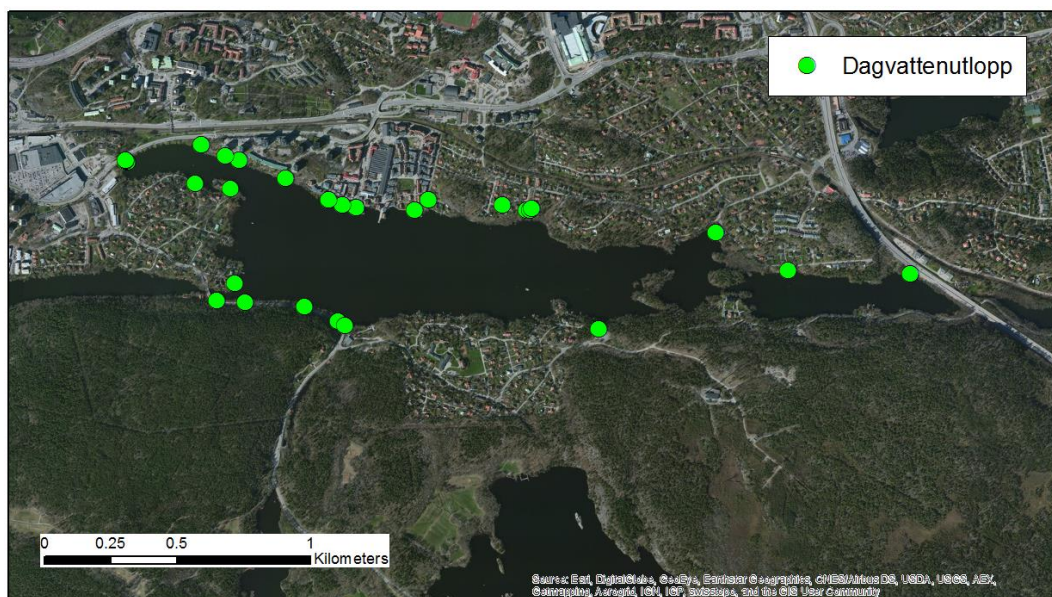 Dagvattenutlopp
0 0.25 0.5 1
Kilometers
Source: Esri, DigitalGlobe, GeoEye, Earthstar Geographics, CNES/Airbus DS, USDA, USGS, AEX,
Getmapping, Aerogrid, IGN, IGP, swisstopo, and the GIS User Community